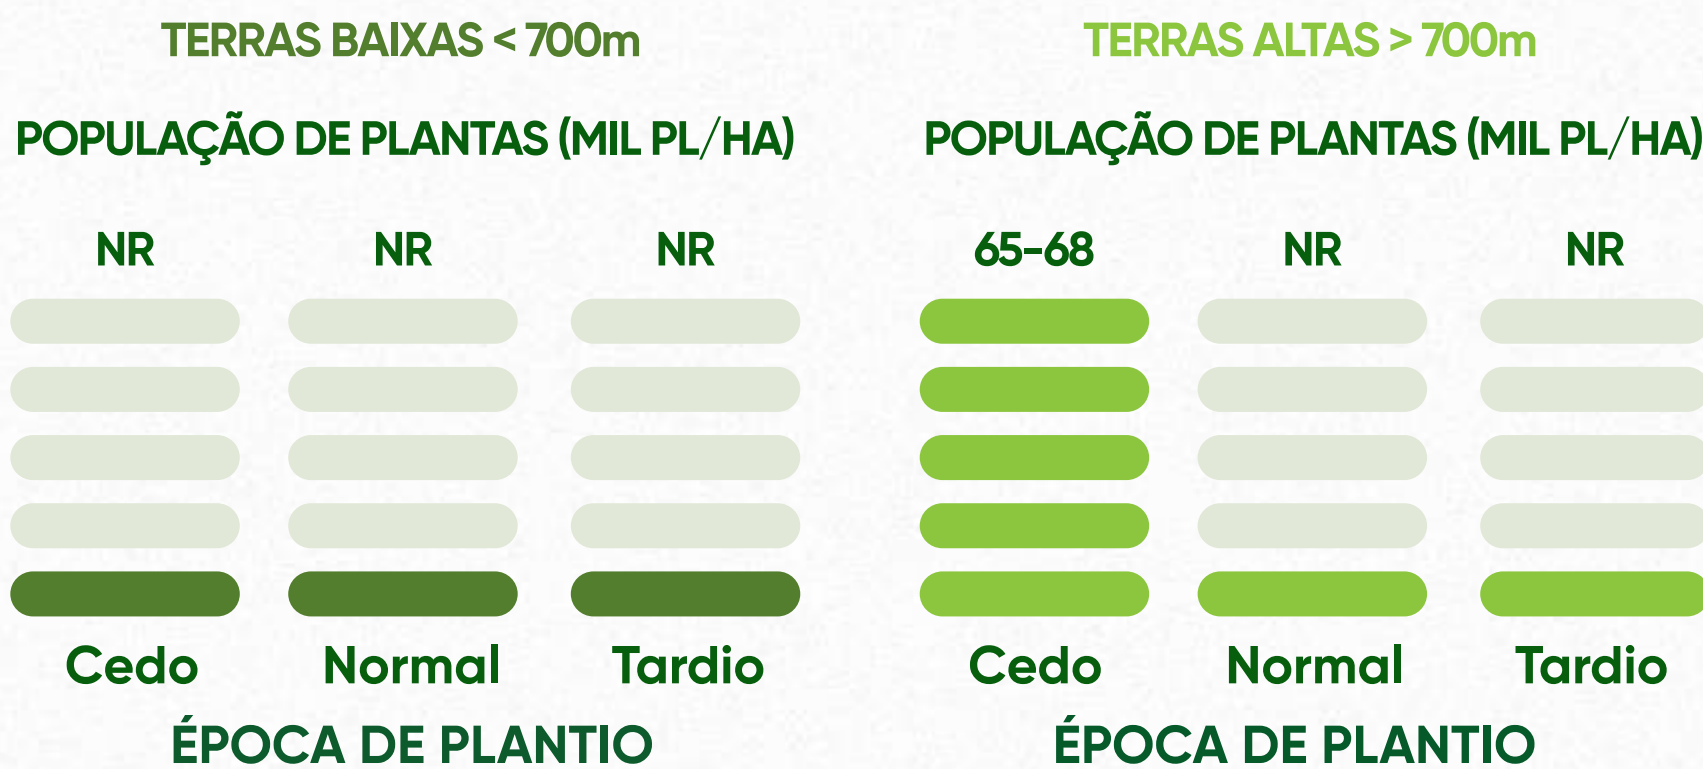 TERRAS BAIXAS < 700m
POPULAÇÃO DE PLANTAS (MIL PL/HA)
NR NR NR
Cedo Normal Tardio
ÉPOCA DE PLANTIO
TERRAS ALTAS > 700m
POPULAÇÃO DE PLANTAS (MIL PL/HA)
65-68 NR NR
Cedo Normal Tardio
ÉPOCA DE PLANTIO